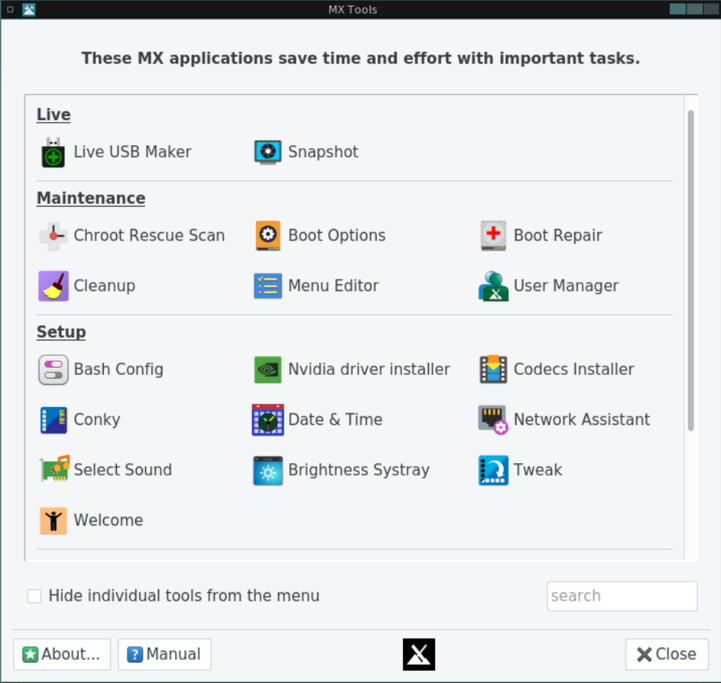 MX Tools
These MX applications save time and effort with important tasks.
Live
Live USB Maker Snapshot
Maintenance
Chroot Rescue Scan Boot Options Boot Repair
Cleanup Menu Editor User Manager
Setup
Bash Config Nvidia driver installer Codecs Installer
Conky Date & Time Network Assistant
Select Sound Brightness Systray Tweak
Welcome
Hide individual tools from the menu search
About... Manual Close